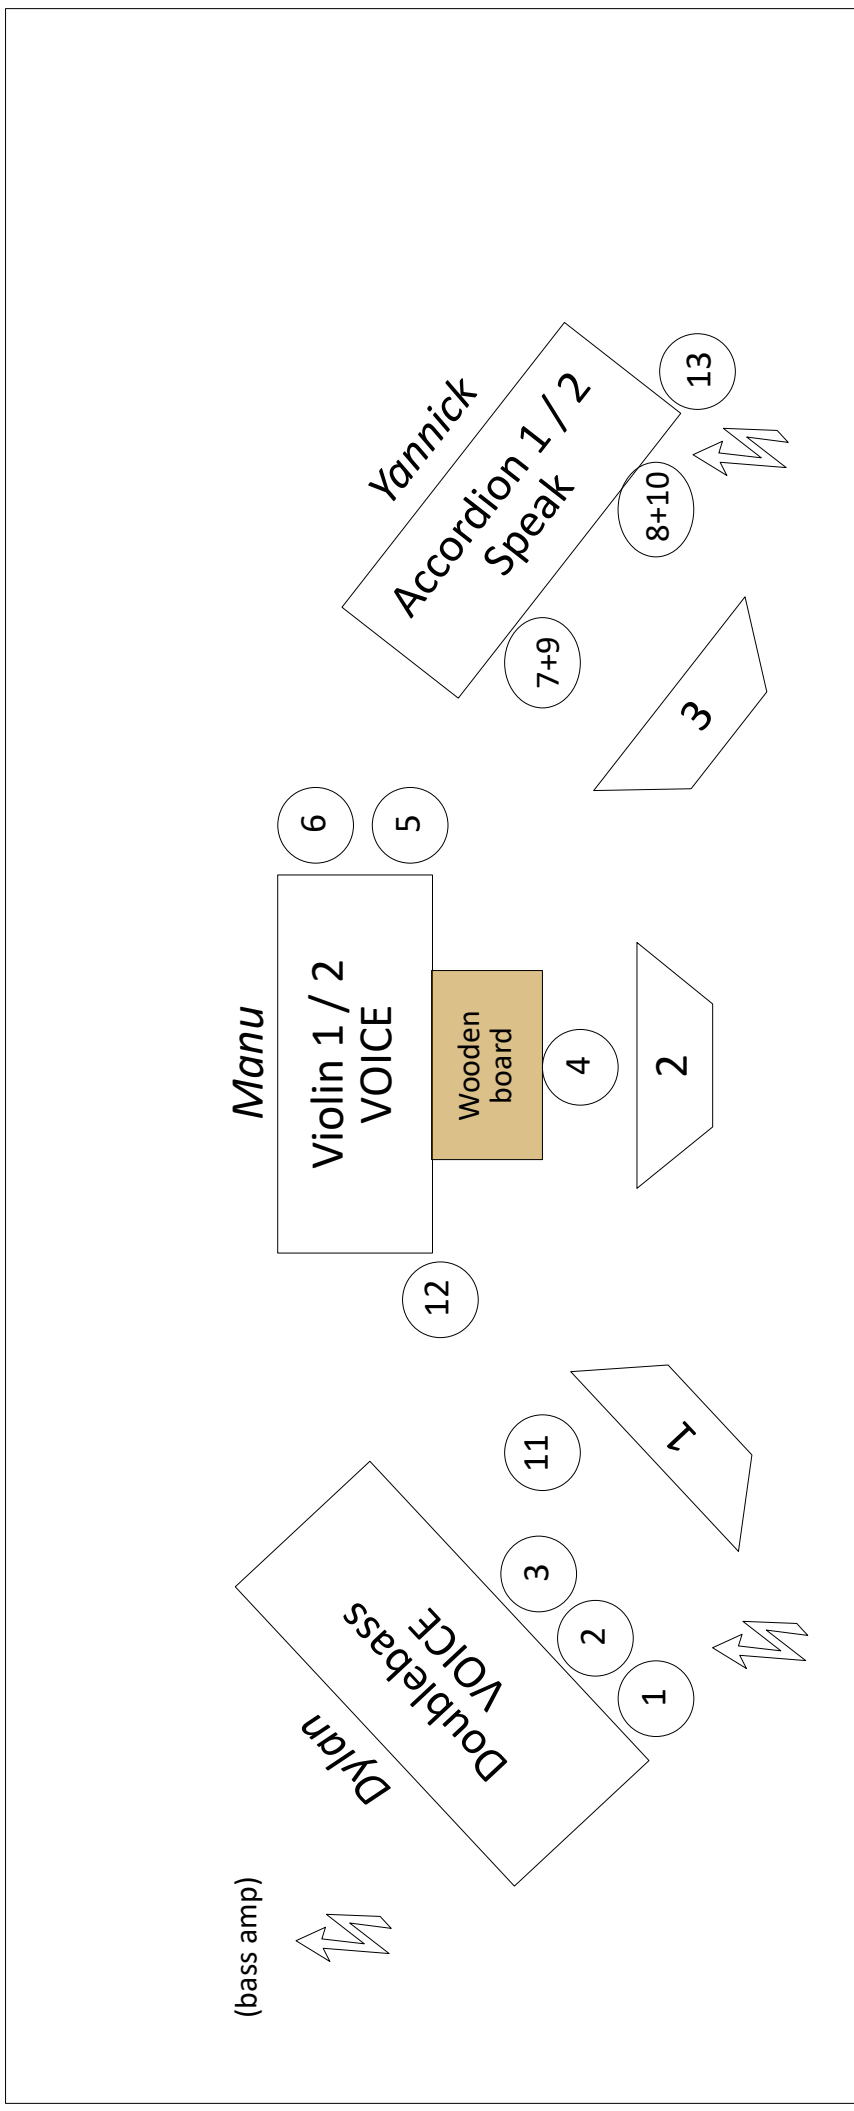 (bass amp)
Dylan
Doublebass
VOICE
1
2
3
11
1
12
Manu
Violin 1 / 2
VOICE
Wooden
board
4
2
6
5
Yannick
Accordion 1 / 2
Speak
7+9
8+10
13
3